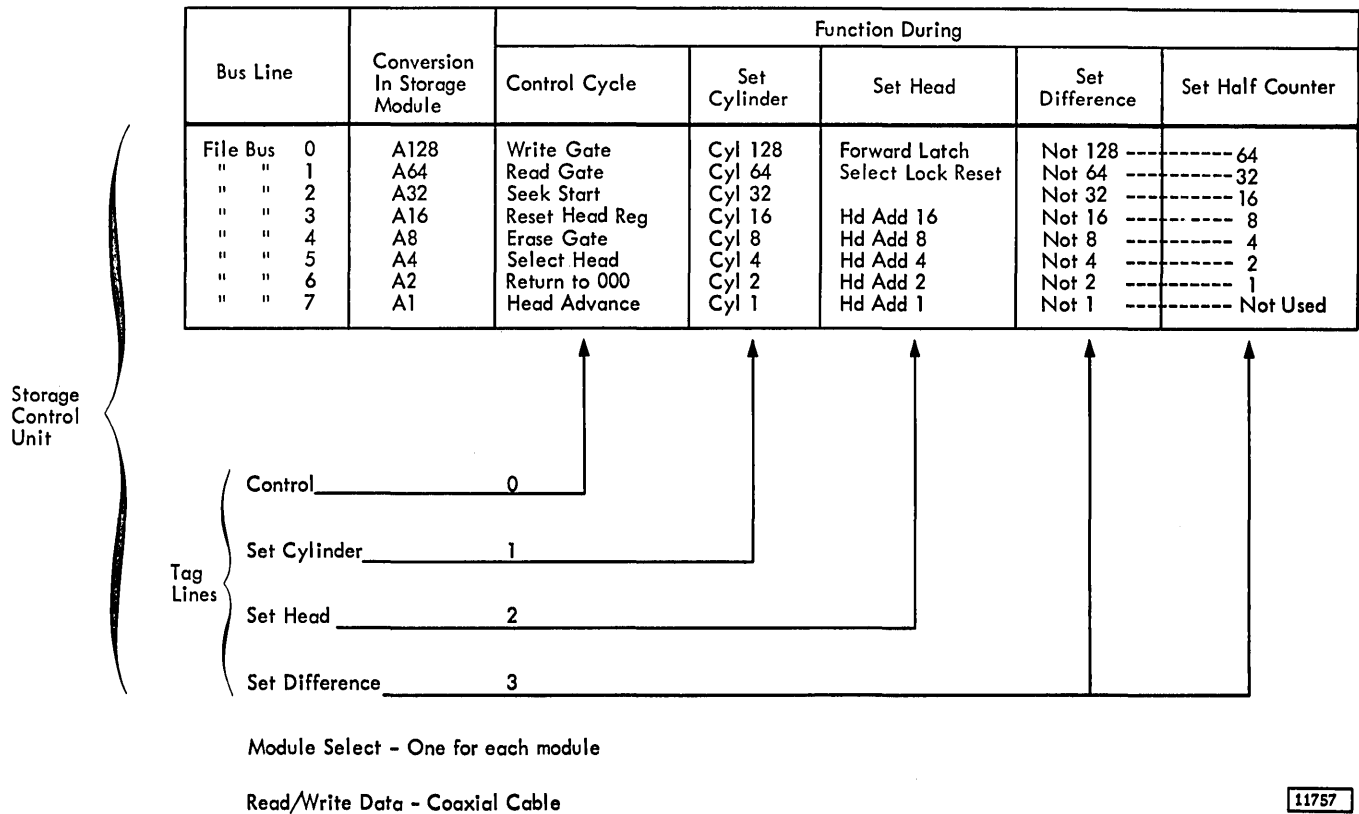 Function During
Bus Line
Conversion In Storage Module
Control Cycle
Set Cylinder
Set Head
Set Difference
Set Half Counter
File Bus 0 A128 Write Gate Cyl 128 Forward Latch Not 128 ---------- 64
" " 1 A64 Read Gate Cyl 64 Select Lock Reset Not 64 ---------- 32
" " 2 A32 Seek Start Cyl 32 Not 32 ---------- 16
" " 3 A16 Reset Head Reg Cyl 16 Hd Add 16 Not 16 ---------- 8
" " 4 A8 Erase Gate Cyl 8 Hd Add 8 Not 8 ---------- 4
" " 5 A4 Select Head Cyl 4 Hd Add 4 Not 4 ---------- 2
" " 6 A2 Return to 000 Cyl 2 Hd Add 2 Not 2 ---------- 1
" " 7 A1 Head Advance Cyl 1 Hd Add 1 Not 1 ---------- Not Used
Storage
Control
Unit
Tag
Lines
Control 0
Set Cylinder 1
Set Head 2
Set Difference 3
Module Select - One for each module
Read/Write Data - Coaxial Cable
11757